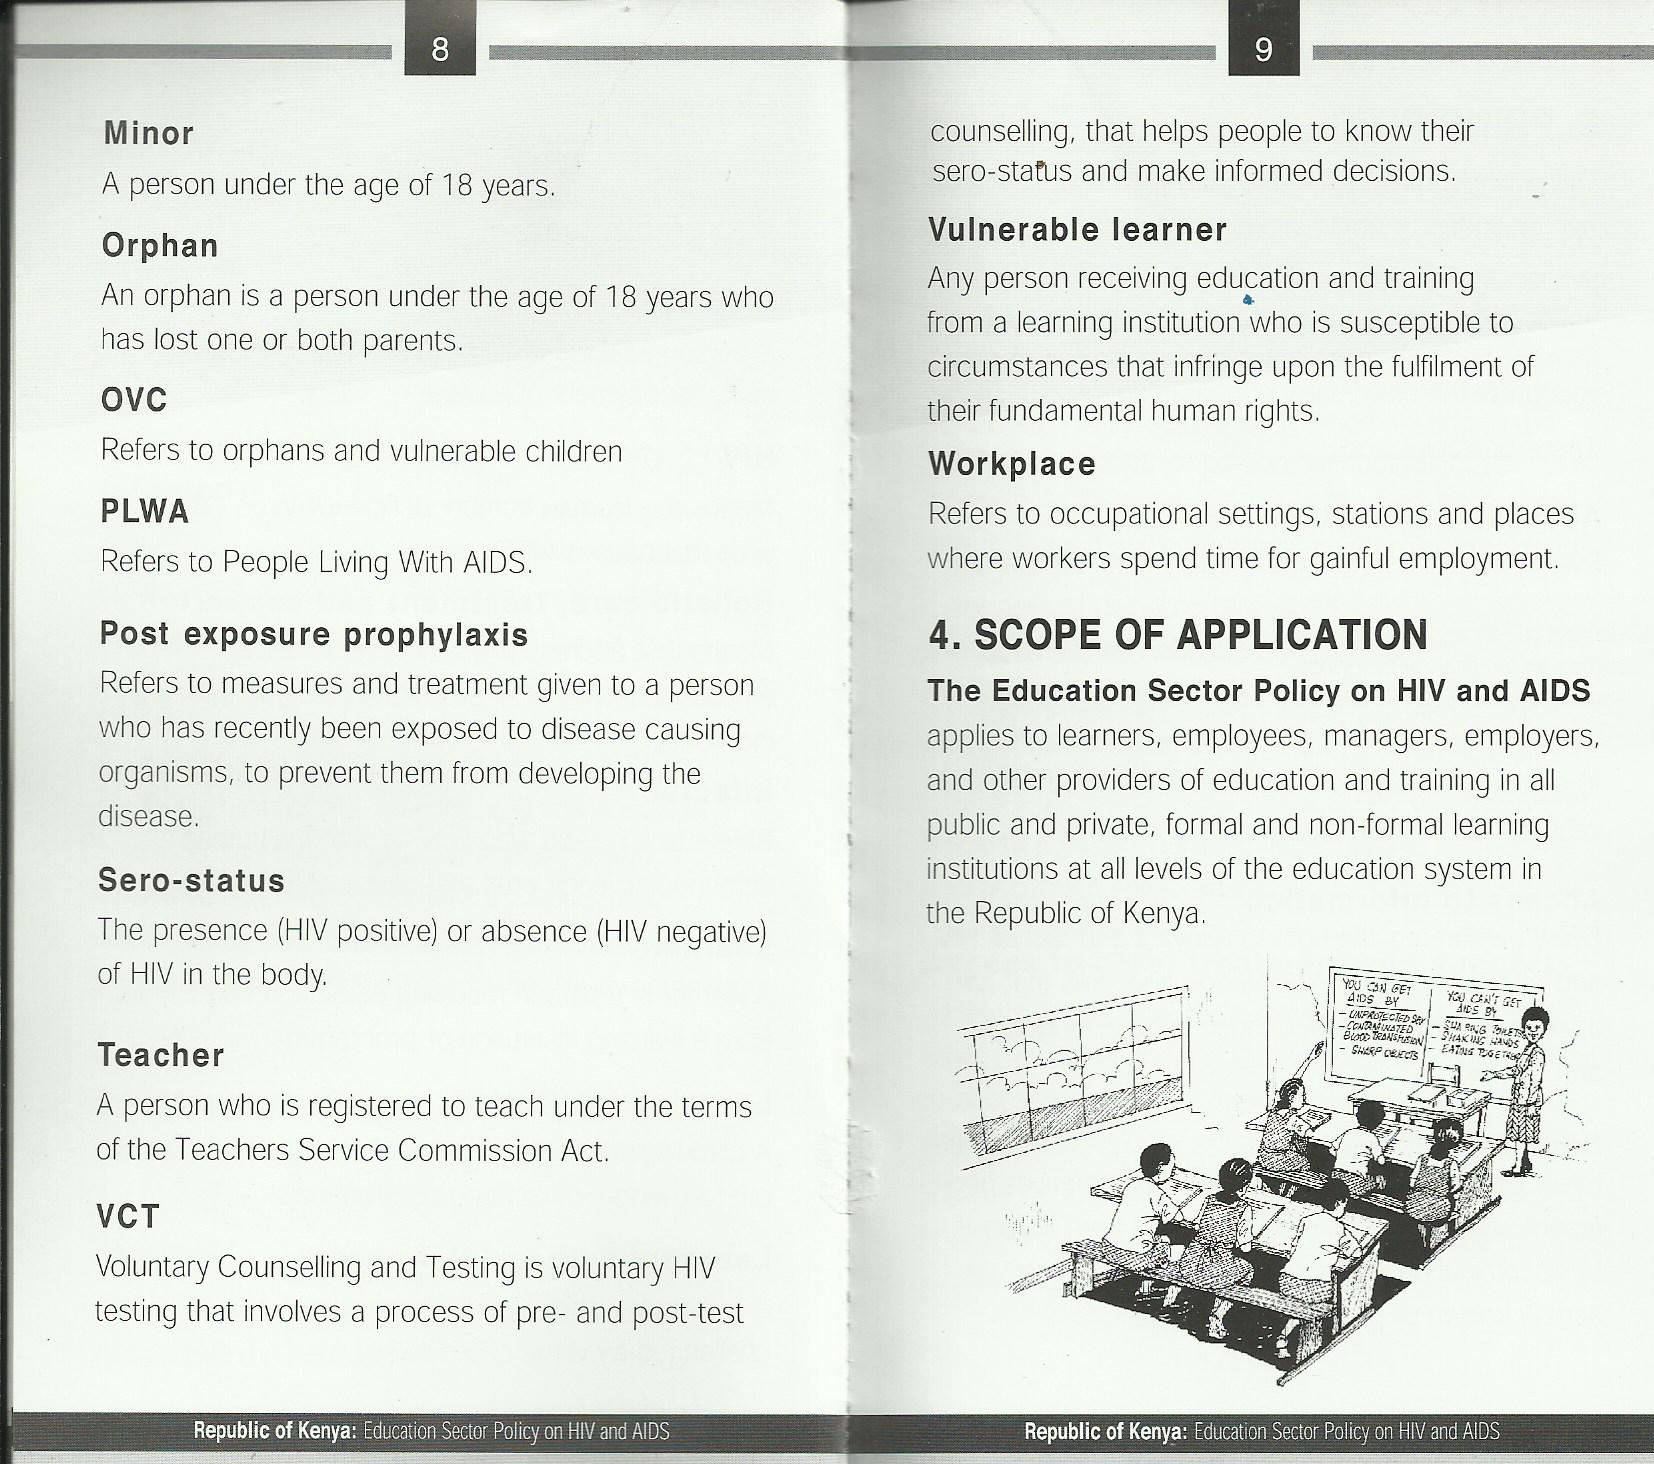 8
Minor
A person under the age of 18 years.
Orphan
An orphan is a person under the age of 18 years who
has lost one or both parents.
OVC
Refers to orphans and vulnerable children
PLWA
Refers to People Living With AIDS.
Post exposure prophylaxis
Refers to measures and treatment given to a person
who has recently been exposed to disease causing
organisms, to prevent them from developing the
disease.
Sero-status
The presence (HIV positive) or absence (HIV negative)
of HIV in the body.
Teacher
A person who is registered to teach under the terms
of the Teachers Service Commission Act.
VCT
Voluntary Counselling and Testing is voluntary HIV
testing that involves a process of pre- and post-test
Republic of Kenya: Education Sector Policy on HIV and AIDS
9
counselling, that helps people to know their
sero-status and make informed decisions.
Vulnerable learner
Any person receiving education and training
from a learning institution who is susceptible to
circumstances that infringe upon the fulfilment of
their fundamental human rights.
Workplace
Refers to occupational settings, stations and places
where workers spend time for gainful employment.
4. SCOPE OF APPLICATION
The Education Sector Policy on HIV and AIDS
applies to learners, employees, managers, employers,
and other providers of education and training in all
public and private, formal and non-formal learning
institutions at all levels of the education system in
the Republic of Kenya.
YOU CAN GET
AIDS BY
- UNPROTECTED SEX
- CONTAMINATED
BLOOD TRANSFUSION
- SHARP OBJECTS
YOU CAN'T GET
AIDS BY
- SHARING TOILETS
- SHAKING HANDS
- EATING TOGETHER
Republic of Kenya: Education Sector Policy on HIV and AIDS